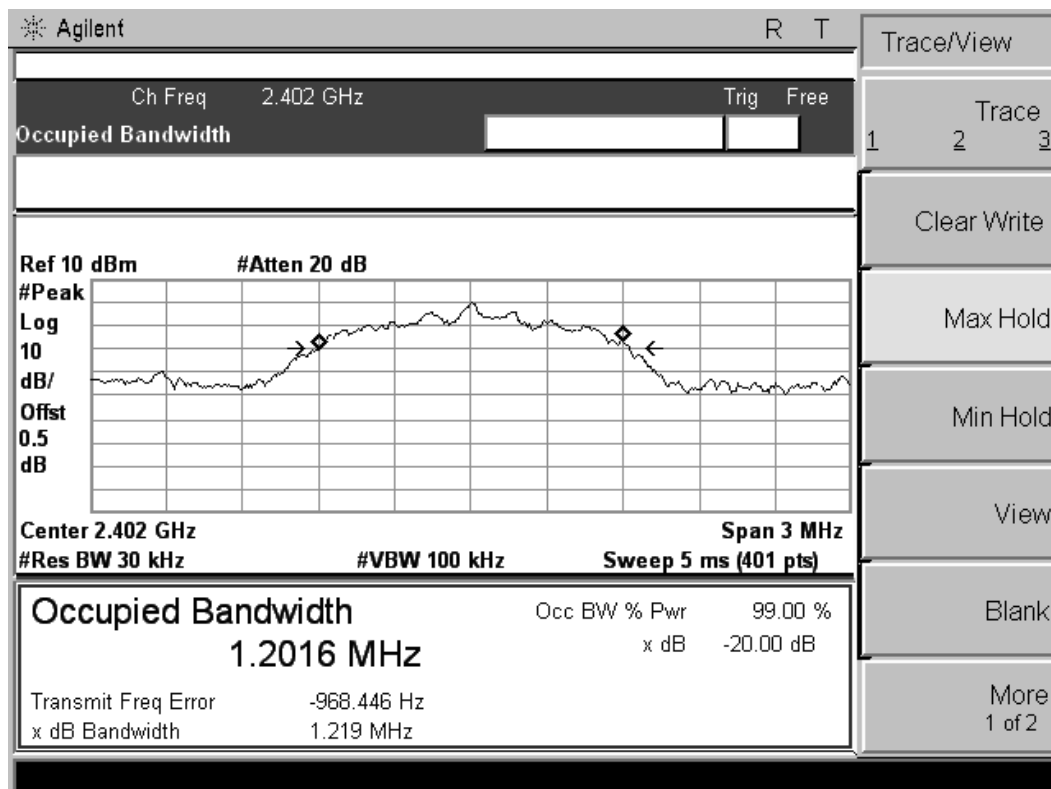 Agilent R T
Trace/View
Ch Freq 2.402 GHz Trig Free
Occupied Bandwidth
Trace
1 2 3
Clear Write
Max Hold
Min Hold
View
Blank
More
1 of 2
Ref 10 dBm #Atten 20 dB
#Peak
Log
10
dB/
Offst
0.5
dB
Center 2.402 GHz Span 3 MHz
#Res BW 30 kHz #VBW 100 kHz Sweep 5 ms (401 pts)
Occupied Bandwidth
1.2016 MHz
Occ BW % Pwr 99.00 %
x dB -20.00 dB
Transmit Freq Error -968.446 Hz
x dB Bandwidth 1.219 MHz